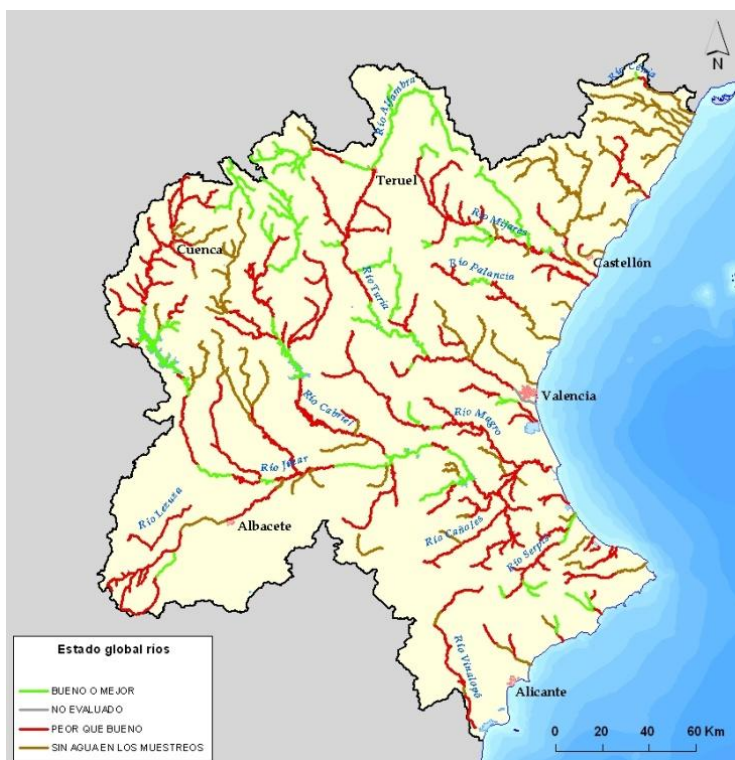 N
Río Cenia
Río Alfambra
Teruel
Río Mijares
Cuenca
Castellón
Río Palancia
Río Turia
Valencia
Río Cabriel
Río Magro
Río Júcar
Río Lezuza
Albacete
Río Cañoles
Río Serpis
Río Vinalopó
Alicante
Estado global ríos
BUENO O MEJOR
NO EVALUADO
PEOR QUE BUENO
SIN AGUA EN LOS MUESTREOS
0 20 40 60 Km